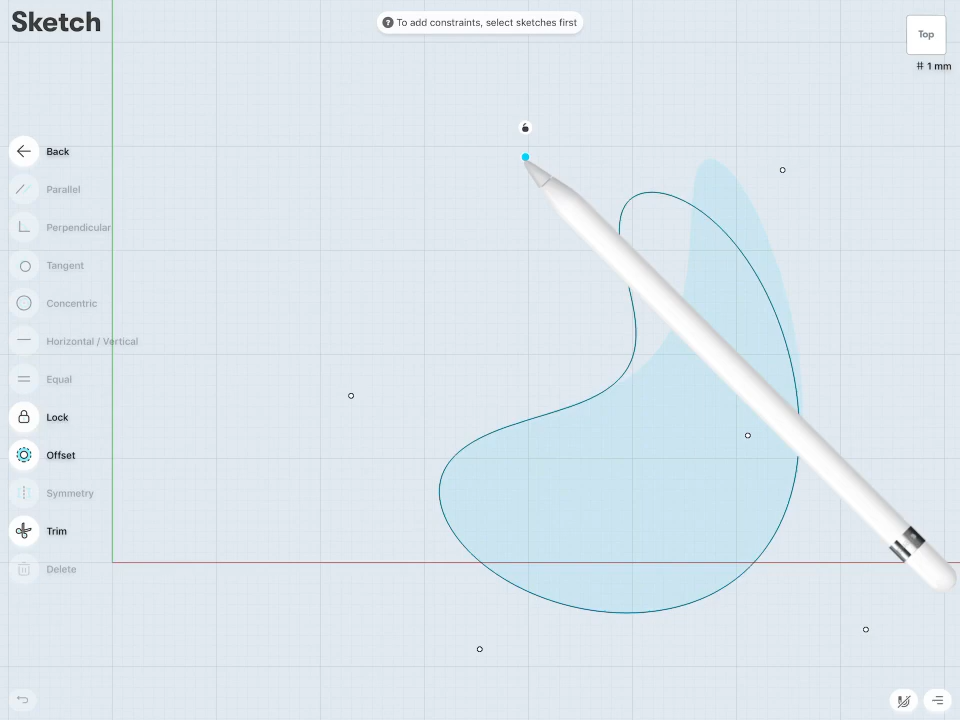 Sketch
To add constraints, select sketches first
Top
1 mm
Back
Parallel
Perpendicular
Tangent
Concentric
Horizontal / Vertical
Equal
Lock
Offset
Symmetry
Trim
Delete